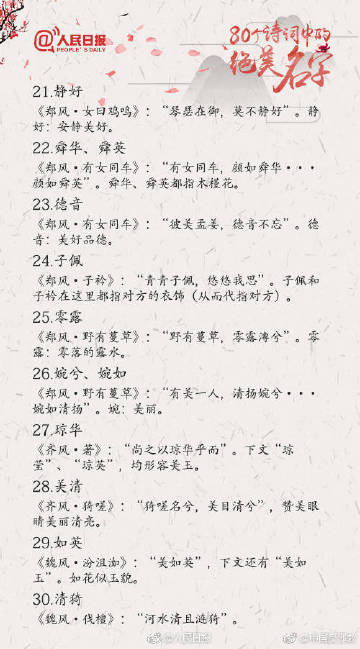 @人民日报
PEOPLE'S DAILY
80个诗词中的
绝美名字
21.静好
《郑风·女曰鸡鸣》：“琴瑟在御，莫不静好”。静
好：安静美好。
22.舜华、舜英
《郑风·有女同车》：“有女同车，颜如舜华···
颜如舜英”。舜华、舜英都指木槿花。
23.德音
《郑风·有女同车》：“彼美孟姜，德音不忘”。德
音：美好品德。
24.子佩
《郑风·子衿》：“青青子佩，悠悠我思”。子佩和
子衿在这里都指对方的衣饰（从而代指对方）。
25.零露
《郑风·野有蔓草》：“野有蔓草，零露漙兮”。零
露：零落的露水。
26.婉兮、婉如
《郑风·野有蔓草》：“有美一人，清扬婉兮···
婉如清扬”。婉：美丽。
27.琼华
《齐风·著》：“尚之以琼华乎而”。下文“琼
莹”、“琼英”，均形容美玉。
28.美清
《齐风·猗嗟》：“猗嗟名兮，美目清兮”，赞美眼
睛美丽清亮。
29.如英
《魏风·汾沮洳》：“美如英”，下文还有“美如
玉”。如花似玉貌。
30.清猗
《魏风·伐檀》：“河水清且涟猗”。
@人民日报